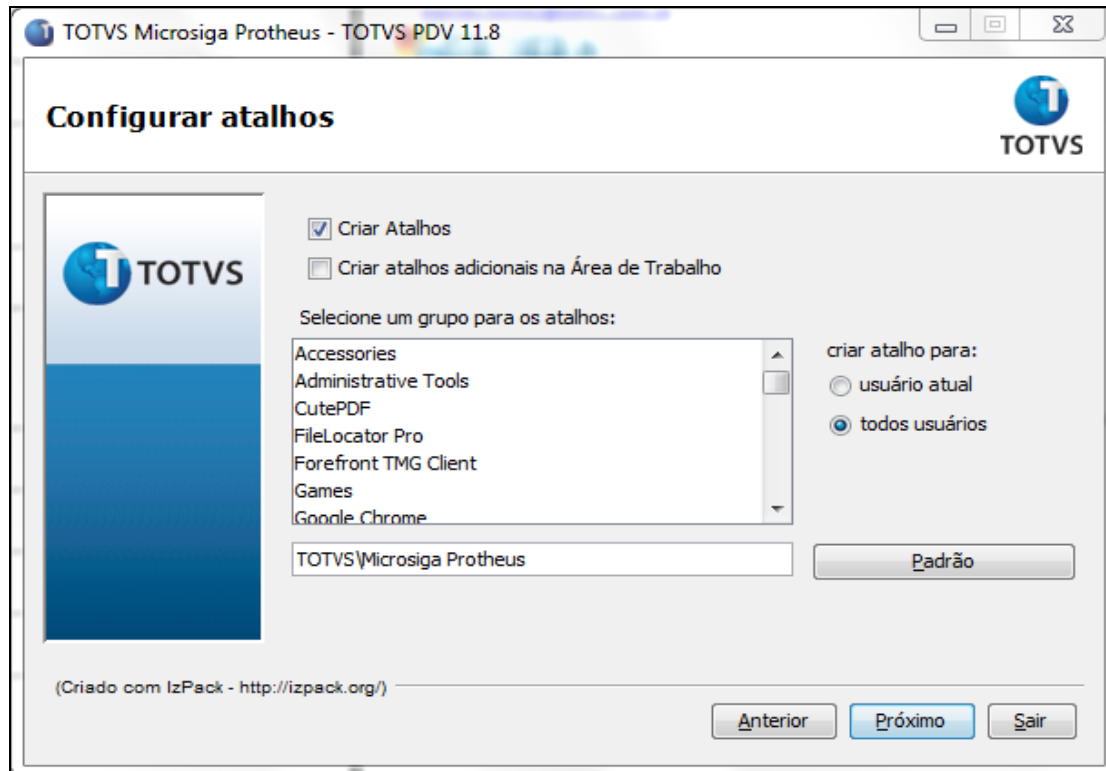 TOTVS Microsiga Protheus - TOTVS PDV 11.8
Configurar atalhos
TOTVS
TOTVS
Criar Atalhos
Criar atalhos adicionais na Área de Trabalho
Selecione um grupo para os atalhos:
Accessories
Administrative Tools
CutePDF
FileLocator Pro
Forefront TMG Client
Games
Google Chrome
criar atalho para:
usuário atual
todos usuários
TOTVS\Microsiga Protheus
Padrão
(Criado com IzPack - http://izpack.org/)
Anterior
Próximo
Sair